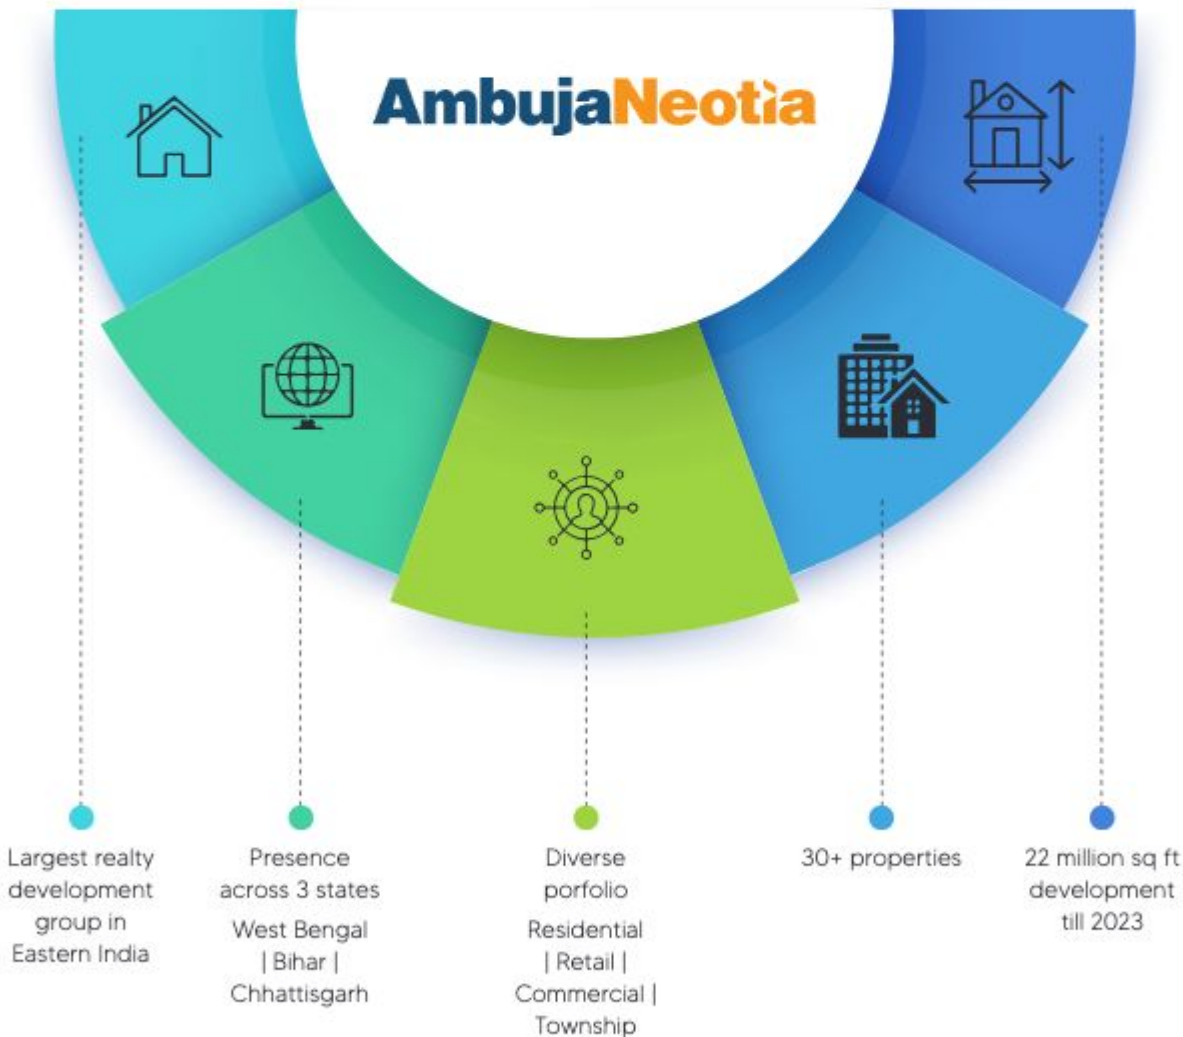 AmbujaNeotia
Largest realty
development
group in
Eastern India
Presence
across 3 states
West Bengal
| Bihar |
Chhattisgarh
Diverse
porfolio
Residential
| Retail |
Commercial |
Township
30+ properties
22 million sq ft
development
till 2023